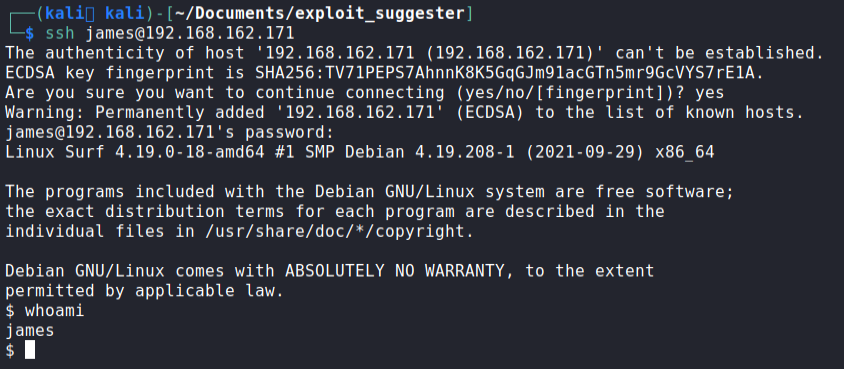 ┌──(kali㉿kali)-[~/Documents/exploit_suggester]
└─$ ssh james@192.168.162.171
The authenticity of host '192.168.162.171 (192.168.162.171)' can't be established.
ECDSA key fingerprint is SHA256:TV71PEPS7AhnnK8K5GqGJm91acGTn5mr9GcVYS7rE1A.
Are you sure you want to continue connecting (yes/no/[fingerprint])? yes
Warning: Permanently added '192.168.162.171' (ECDSA) to the list of known hosts.
james@192.168.162.171's password:
Linux Surf 4.19.0-18-amd64 #1 SMP Debian 4.19.208-1 (2021-09-29) x86_64

The programs included with the Debian GNU/Linux system are free software;
the exact distribution terms for each program are described in the
individual files in /usr/share/doc/*/copyright.

Debian GNU/Linux comes with ABSOLUTELY NO WARRANTY, to the extent
permitted by applicable law.
$ whoami
james
$